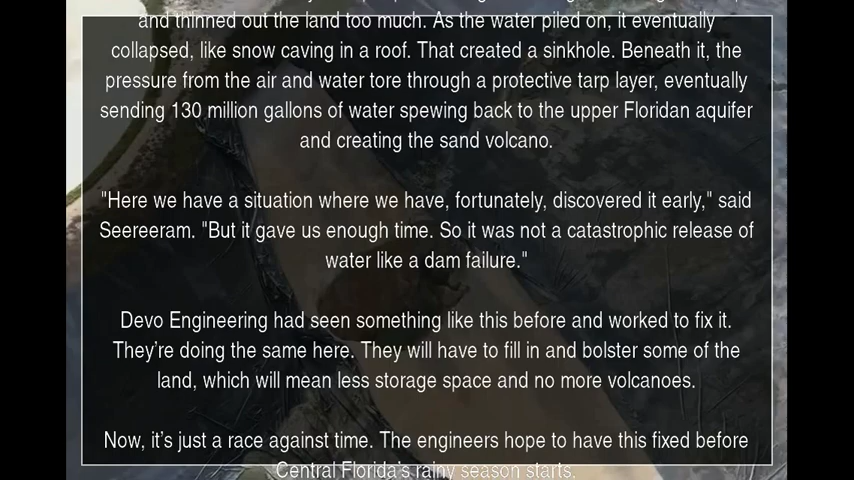 and thinned out the land too much. As the water piled on, it eventually
collapsed, like snow caving in a roof. That created a sinkhole. Beneath it, the
pressure from the air and water tore through a protective tarp layer, eventually
sending 130 million gallons of water spewing back to the upper Floridan aquifer
and creating the sand volcano.
"Here we have a situation where we have, fortunately, discovered it early," said
Seereeram. "But it gave us enough time. So it was not a catastrophic release of
water like a dam failure."
Devo Engineering had seen something like this before and worked to fix it.
They’re doing the same here. They will have to fill in and bolster some of the
land, which will mean less storage space and no more volcanoes.
Now, it’s just a race against time. The engineers hope to have this fixed before
Central Florida's rainy season starts.